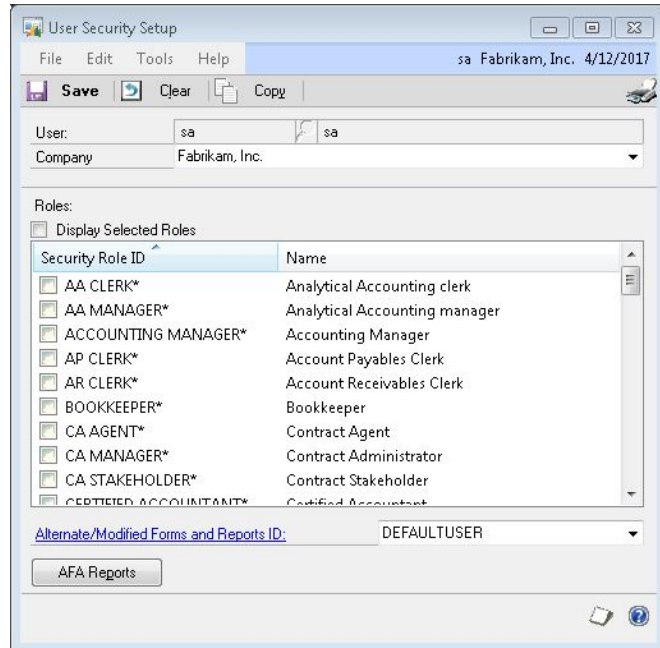 User Security Setup
File Edit Tools Help sa Fabrikam, Inc. 4/12/2017
Save Clear Copy
User: sa sa
Company Fabrikam, Inc.
Roles:
Display Selected Roles
Security Role ID Name
AA CLERK* Analytical Accounting clerk
AA MANAGER* Analytical Accounting manager
ACCOUNTING MANAGER* Accounting Manager
AP CLERK* Account Payables Clerk
AR CLERK* Account Receivables Clerk
BOOKKEEPER* Bookkeeper
CA AGENT* Contract Agent
CA MANAGER* Contract Administrator
CA STAKEHOLDER* Contract Stakeholder
CERTIFIED ACCOUNTANT* Certified Accountant
Alternate/Modified Forms and Reports ID: DEFAULTUSER
AFA Reports